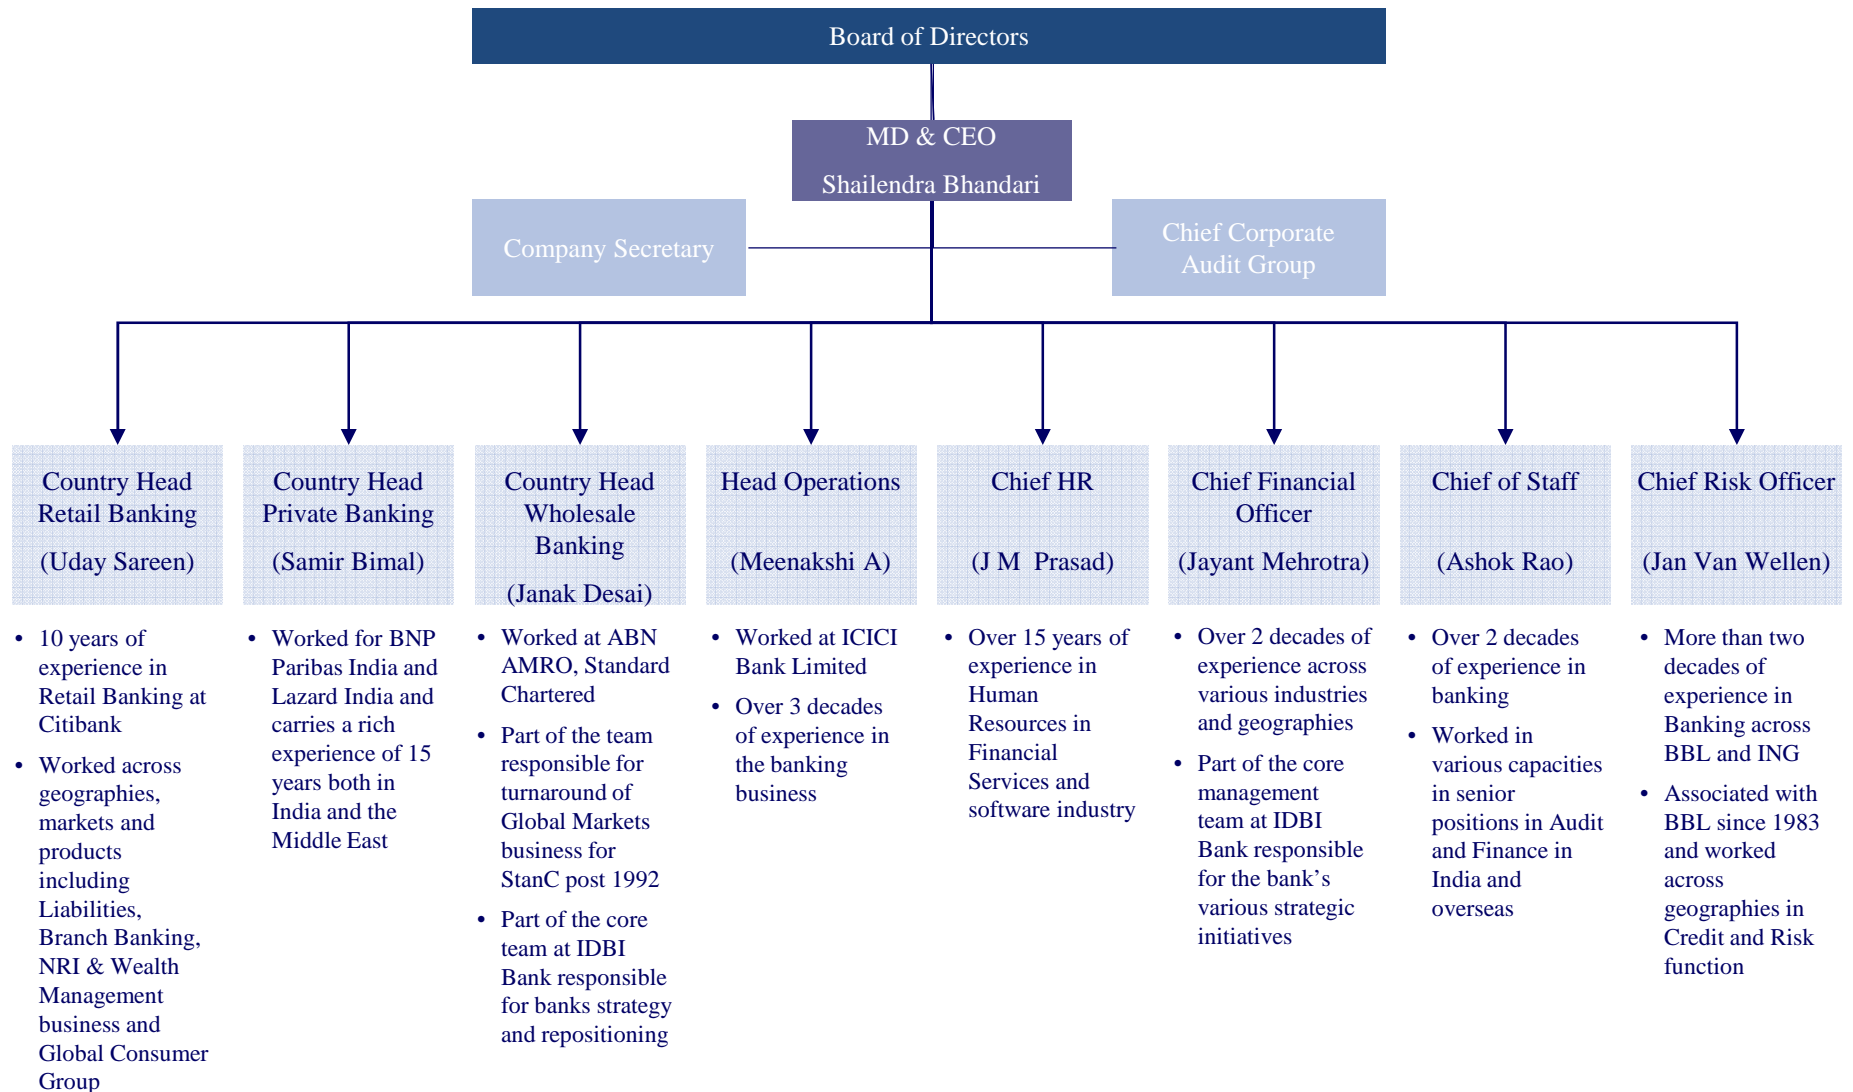 Board of Directors
MD & CEO
Shailendra Bhandari
Company Secretary
Chief Corporate
Audit Group
Country Head
Retail Banking
(Uday Sareen)
Country Head
Private Banking
(Samir Bimal)
Country Head
Wholesale
Banking
(Janak Desai)
Head Operations
(Meenakshi A)
Chief HR
(J M Prasad)
Chief Financial
Officer
(Jayant Mehrotra)
Chief of Staff
(Ashok Rao)
Chief Risk Officer
(Jan Van Wellen)
• 10 years of
experience in
Retail Banking at
Citibank
• Worked across
geographies,
markets and
products
including
Liabilities,
Branch Banking,
NRI & Wealth
Management
business and
Global Consumer
Group
• Worked for BNP
Paribas India and
Lazard India and
carries a rich
experience of 15
years both in
India and the
Middle East
• Worked at ABN
AMRO, Standard
Chartered
• Part of the team
responsible for
turnaround of
Global Markets
business for
StanC post 1992
• Part of the core
team at IDBI
Bank responsible
for banks strategy
and repositioning
• Worked at ICICI
Bank Limited
• Over 3 decades
of experience in
the banking
business
• Over 15 years of
experience in
Human
Resources in
Financial
Services and
software industry
• Over 2 decades of
experience across
various industries
and geographies
• Part of the core
management
team at IDBI
Bank responsible
for the bank’s
various strategic
initiatives
• Over 2 decades
of experience in
banking
• Worked in
various capacities
in senior
positions in Audit
and Finance in
India and
overseas
• More than two
decades of
experience in
Banking across
BBL and ING
• Associated with
BBL since 1983
and worked
across
geographies in
Credit and Risk
function